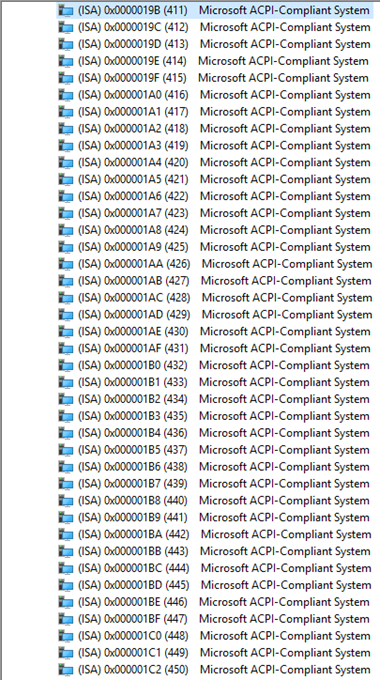 (ISA) 0x0000019B (411) Microsoft ACPI-Compliant System
(ISA) 0x0000019C (412) Microsoft ACPI-Compliant System
(ISA) 0x0000019D (413) Microsoft ACPI-Compliant System
(ISA) 0x0000019E (414) Microsoft ACPI-Compliant System
(ISA) 0x0000019F (415) Microsoft ACPI-Compliant System
(ISA) 0x000001A0 (416) Microsoft ACPI-Compliant System
(ISA) 0x000001A1 (417) Microsoft ACPI-Compliant System
(ISA) 0x000001A2 (418) Microsoft ACPI-Compliant System
(ISA) 0x000001A3 (419) Microsoft ACPI-Compliant System
(ISA) 0x000001A4 (420) Microsoft ACPI-Compliant System
(ISA) 0x000001A5 (421) Microsoft ACPI-Compliant System
(ISA) 0x000001A6 (422) Microsoft ACPI-Compliant System
(ISA) 0x000001A7 (423) Microsoft ACPI-Compliant System
(ISA) 0x000001A8 (424) Microsoft ACPI-Compliant System
(ISA) 0x000001A9 (425) Microsoft ACPI-Compliant System
(ISA) 0x000001AA (426) Microsoft ACPI-Compliant System
(ISA) 0x000001AB (427) Microsoft ACPI-Compliant System
(ISA) 0x000001AC (428) Microsoft ACPI-Compliant System
(ISA) 0x000001AD (429) Microsoft ACPI-Compliant System
(ISA) 0x000001AE (430) Microsoft ACPI-Compliant System
(ISA) 0x000001AF (431) Microsoft ACPI-Compliant System
(ISA) 0x000001B0 (432) Microsoft ACPI-Compliant System
(ISA) 0x000001B1 (433) Microsoft ACPI-Compliant System
(ISA) 0x000001B2 (434) Microsoft ACPI-Compliant System
(ISA) 0x000001B3 (435) Microsoft ACPI-Compliant System
(ISA) 0x000001B4 (436) Microsoft ACPI-Compliant System
(ISA) 0x000001B5 (437) Microsoft ACPI-Compliant System
(ISA) 0x000001B6 (438) Microsoft ACPI-Compliant System
(ISA) 0x000001B7 (439) Microsoft ACPI-Compliant System
(ISA) 0x000001B8 (440) Microsoft ACPI-Compliant System
(ISA) 0x000001B9 (441) Microsoft ACPI-Compliant System
(ISA) 0x000001BA (442) Microsoft ACPI-Compliant System
(ISA) 0x000001BB (443) Microsoft ACPI-Compliant System
(ISA) 0x000001BC (444) Microsoft ACPI-Compliant System
(ISA) 0x000001BD (445) Microsoft ACPI-Compliant System
(ISA) 0x000001BE (446) Microsoft ACPI-Compliant System
(ISA) 0x000001BF (447) Microsoft ACPI-Compliant System
(ISA) 0x000001C0 (448) Microsoft ACPI-Compliant System
(ISA) 0x000001C1 (449) Microsoft ACPI-Compliant System
(ISA) 0x000001C2 (450) Microsoft ACPI-Compliant System